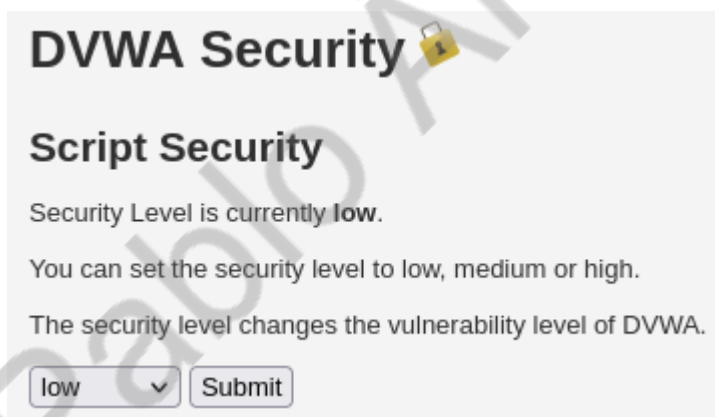 DVWA Security
Script Security
Security Level is currently low.
You can set the security level to low, medium or high.
The security level changes the vulnerability level of DVWA.
low Submit
Pablo